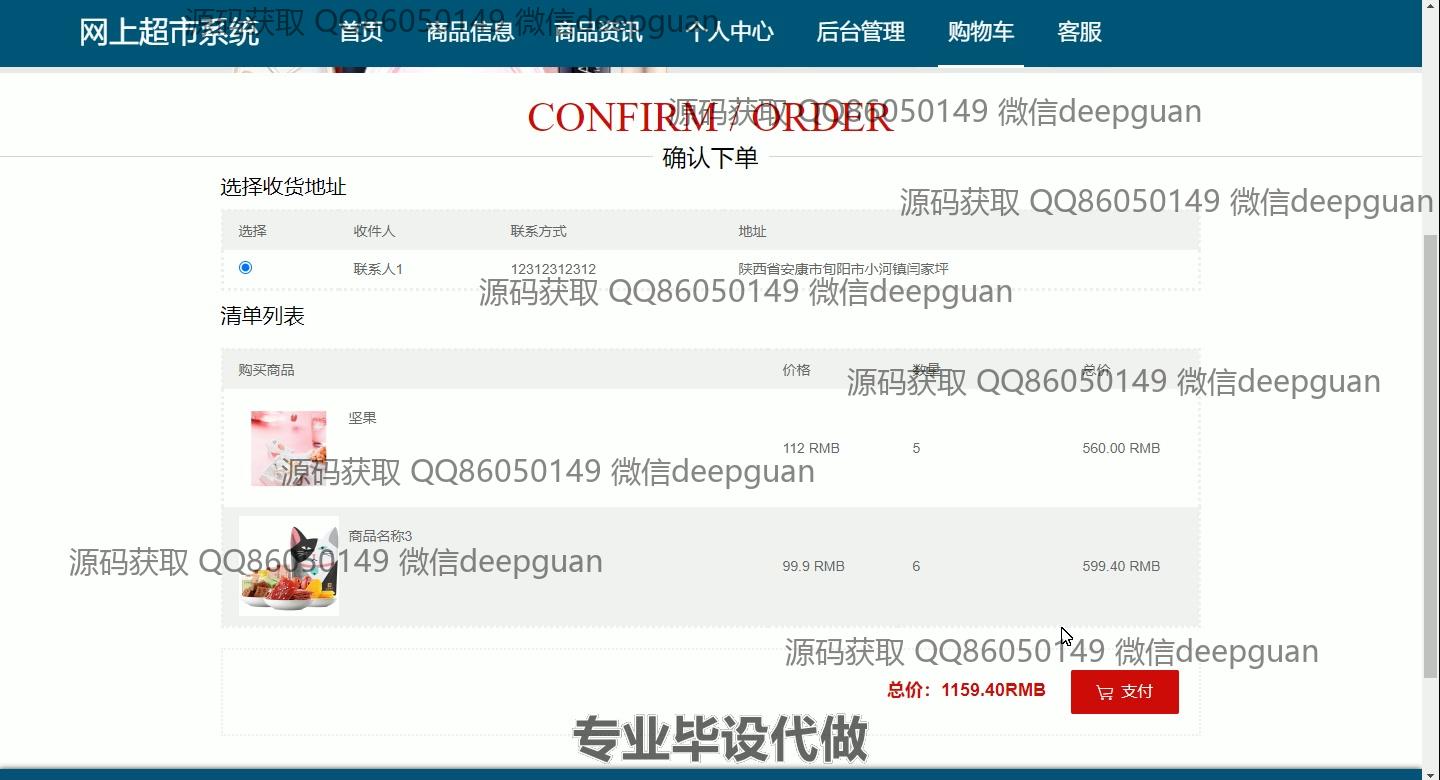 网上超市系统 首页 商品信息 商品资讯 个人中心 后台管理 购物车 客服
源码获取 QQ86050149 微信deepguan
CONFIRM / ORDER
源码获取 QQ86050149 微信deepguan
确认下单
选择收货地址
源码获取 QQ86050149 微信deepguan
选择 收件人 联系方式 地址
联系人1 12312312312 陕西省安康市旬阳市小河镇闫家坪
源码获取 QQ86050149 微信deepguan
清单列表
购买商品 价格 数量 总价
源码获取 QQ86050149 微信deepguan
坚果
112 RMB 5 560.00 RMB
源码获取 QQ86050149 微信deepguan
商品名称3
99.9 RMB 6 599.40 RMB
源码获取 QQ86050149 微信deepguan
源码获取 QQ86050149 微信deepguan
总价：1159.40RMB 支付
专业毕设代做